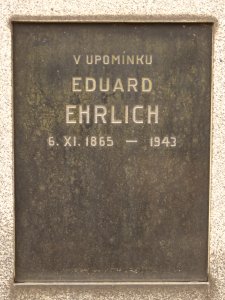 V UPOMÍNKU
EDUARD
EHRLICH
6. XI. 1865 — 1943